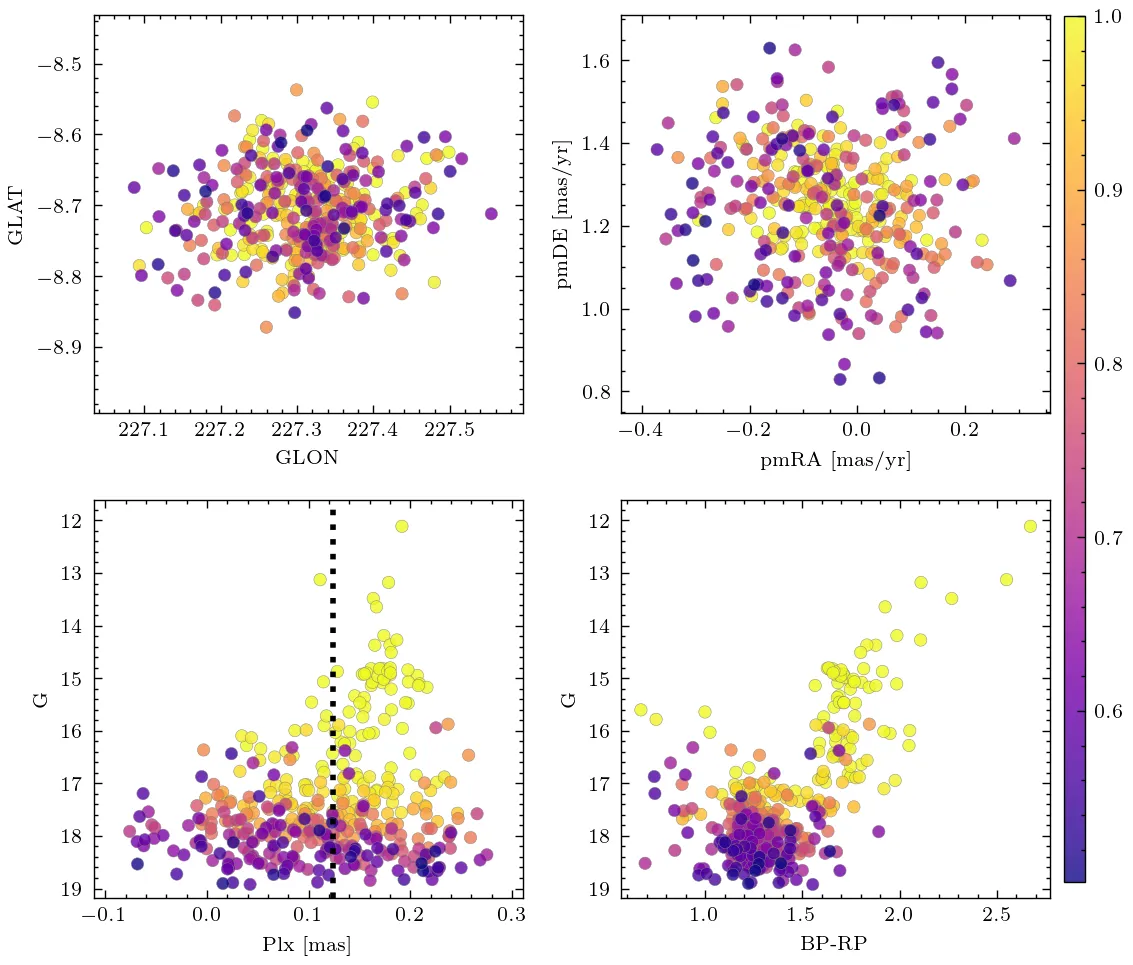 −8.5
−8.6
−8.7
−8.8
−8.9
GLAT
227.1 227.2 227.3 227.4 227.5
GLON
1.6
1.4
1.2
1.0
0.8
pmDE [mas/yr]
−0.4 −0.2 0.0 0.2
pmRA [mas/yr]
1.0
0.9
0.8
0.7
0.6
12
13
14
15
16
17
18
19
G
−0.1 0.0 0.1 0.2 0.3
Plx [mas]
12
13
14
15
16
17
18
19
G
1.0 1.5 2.0 2.5
BP-RP